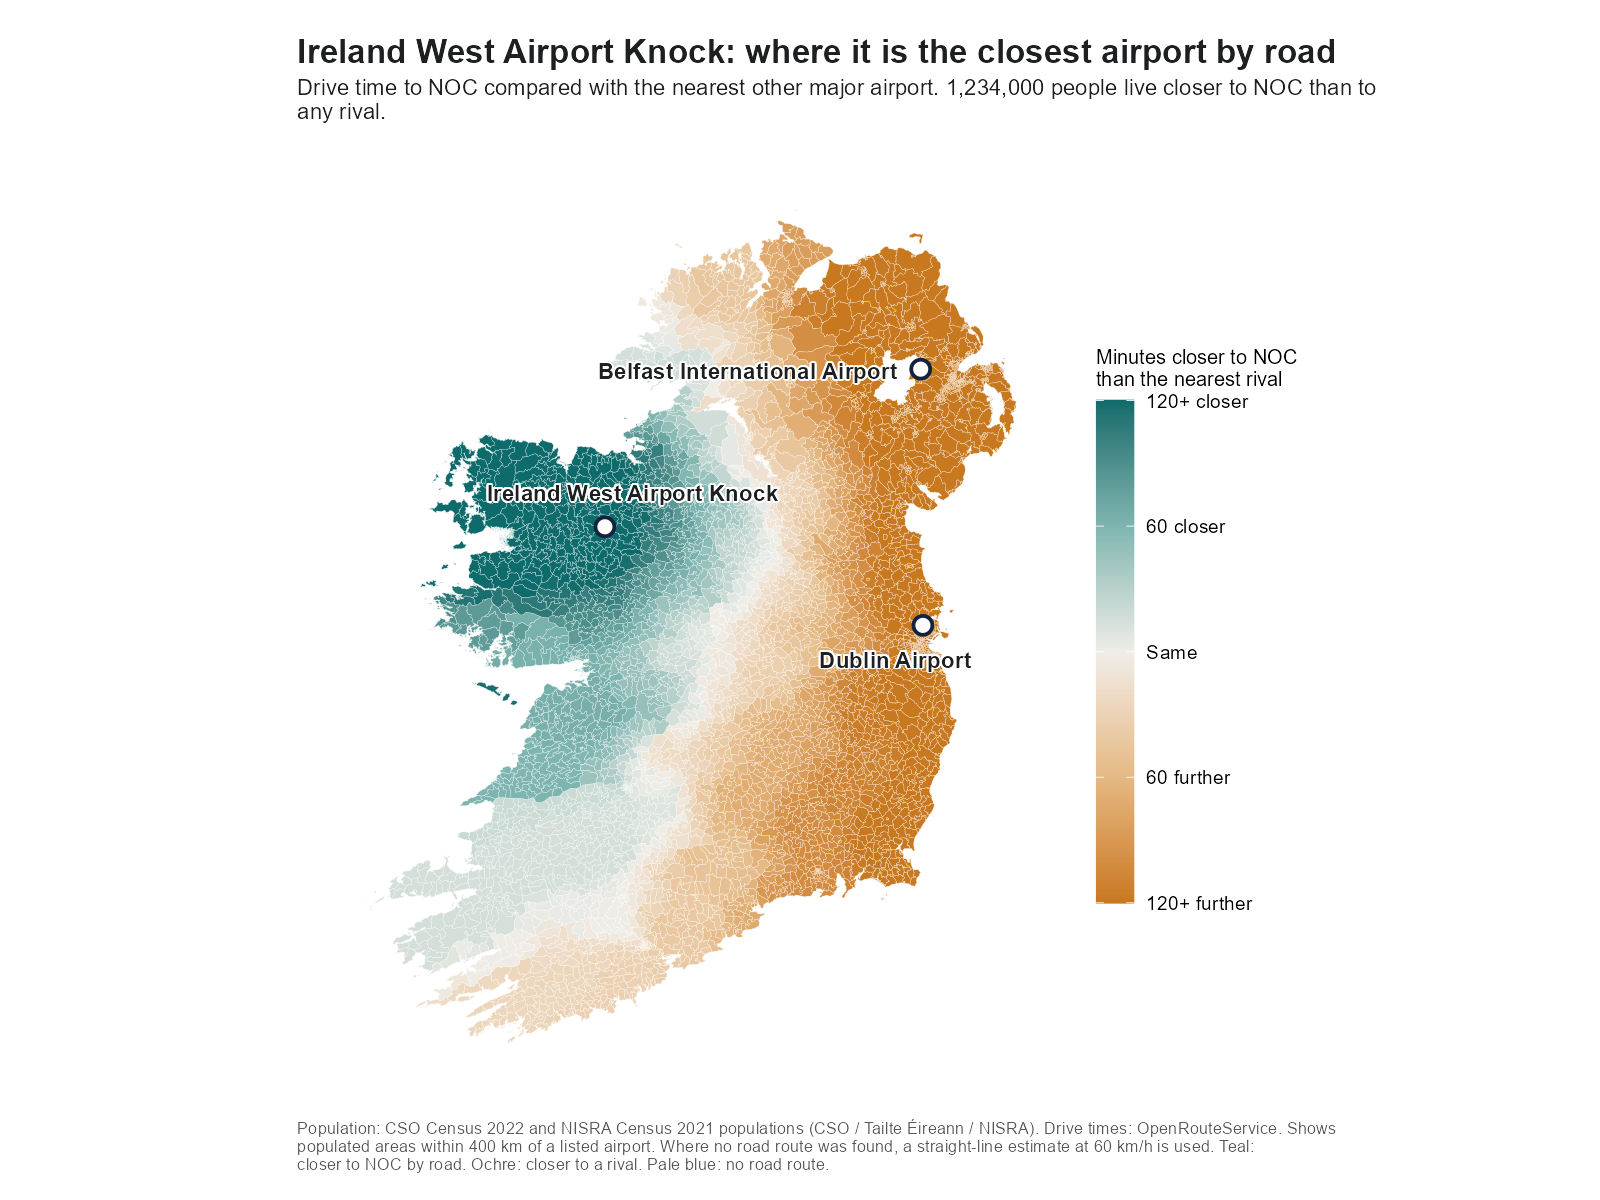 Ireland West Airport Knock: where it is the closest airport by road
Drive time to NOC compared with the nearest other major airport. 1,234,000 people live closer to NOC than to
any rival.
Belfast International Airport
Ireland West Airport Knock
Dublin Airport
Minutes closer to NOC
than the nearest rival
120+ closer
60 closer
Same
60 further
120+ further
Population: CSO Census 2022 and NISRA Census 2021 populations (CSO / Tailte Éireann / NISRA). Drive times: OpenRouteService. Shows
populated areas within 400 km of a listed airport. Where no road route was found, a straight-line estimate at 60 km/h is used. Teal:
closer to NOC by road. Ochre: closer to a rival. Pale blue: no road route.